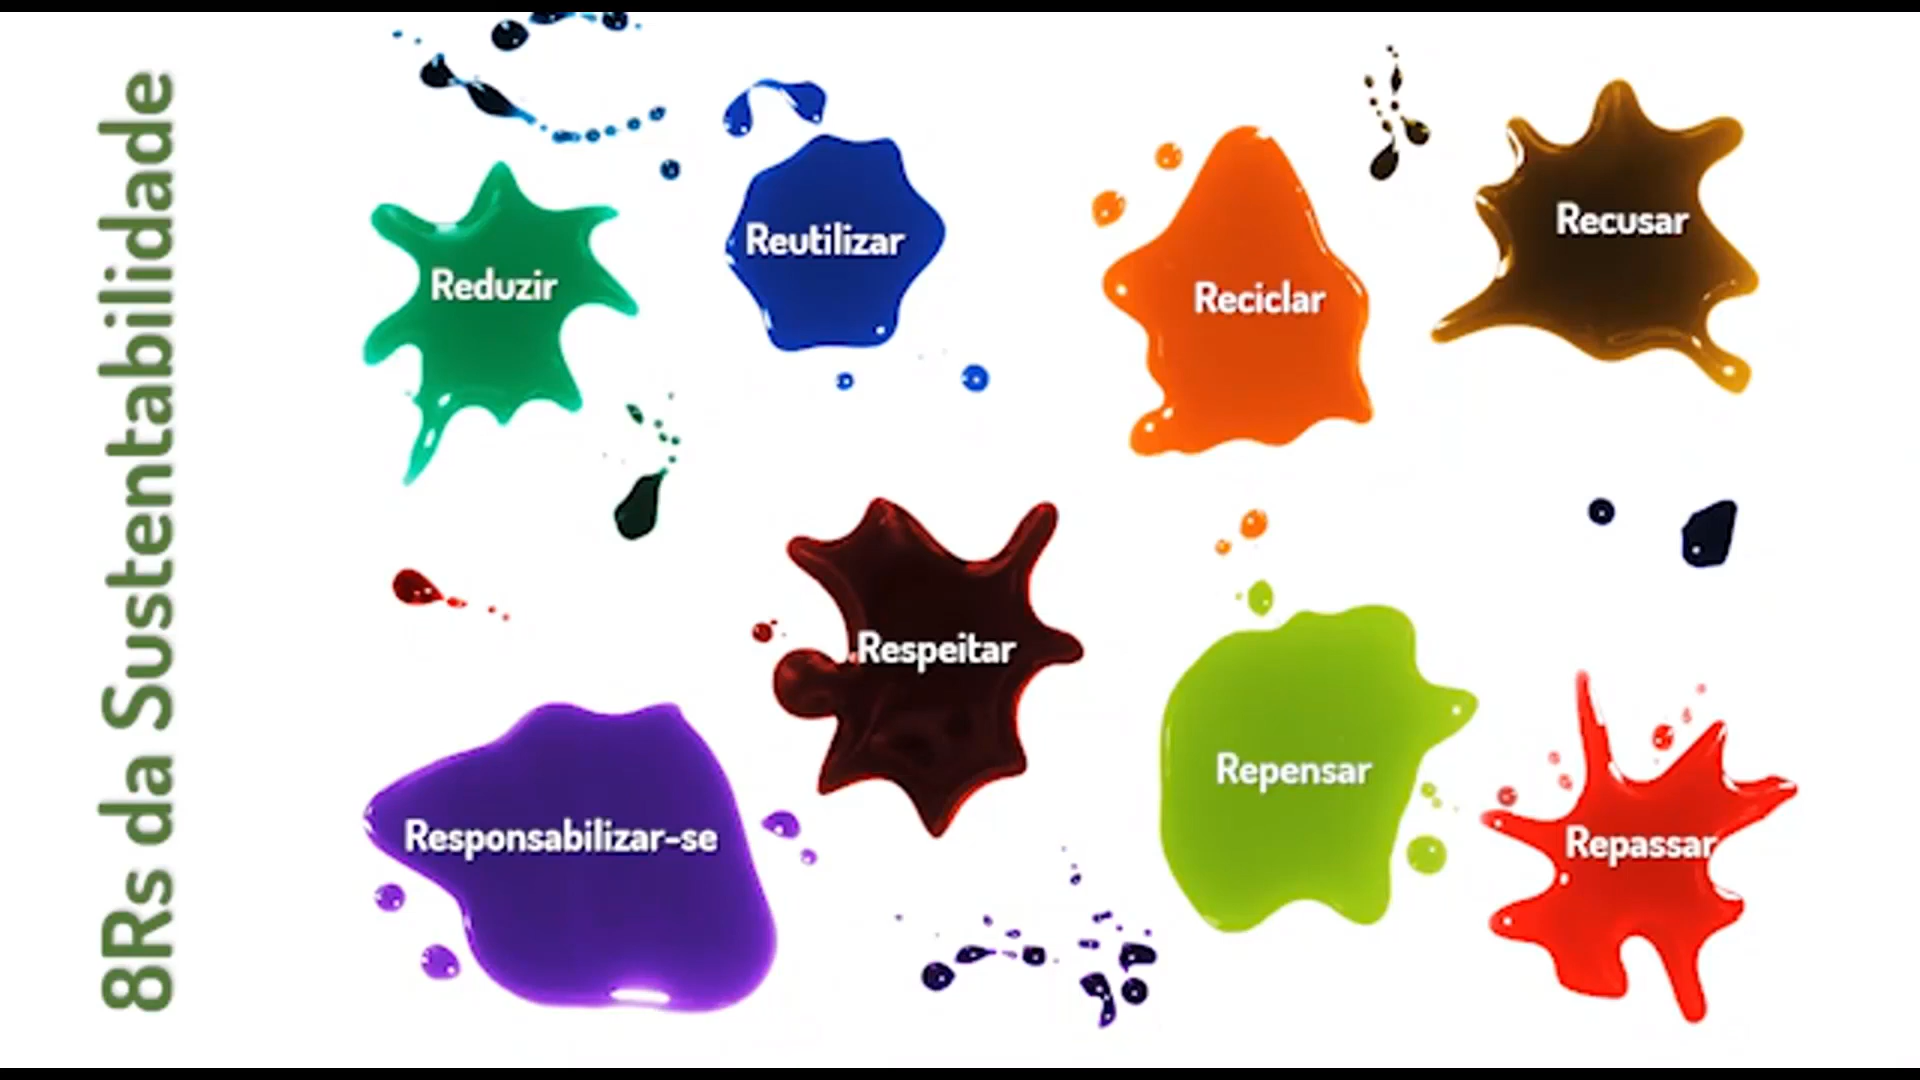 8Rs da Sustentabilidade
Reduzir
Reutilizar
Reciclar
Recusar
Respeitar
Responsabilizar-se
Repensar
Repassar